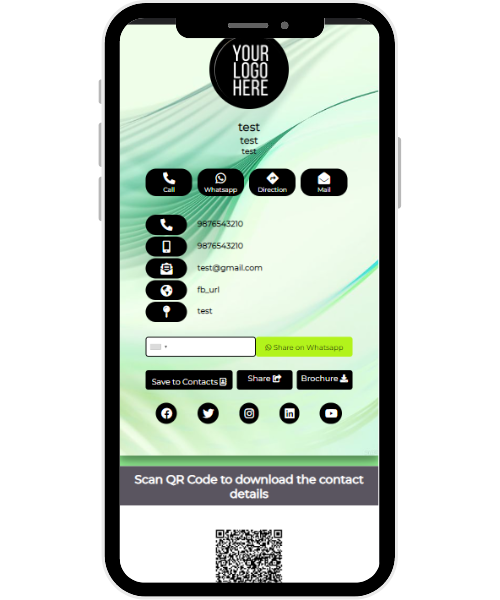 YOUR
LOGO
HERE
test
test
test
Call
Whatsapp
Direction
Mail
9876543210
9876543210
test@gmail.com
fb_url
test
Share on Whatsapp
Save to Contacts
Share
Brochure
Scan QR Code to download the contact
details